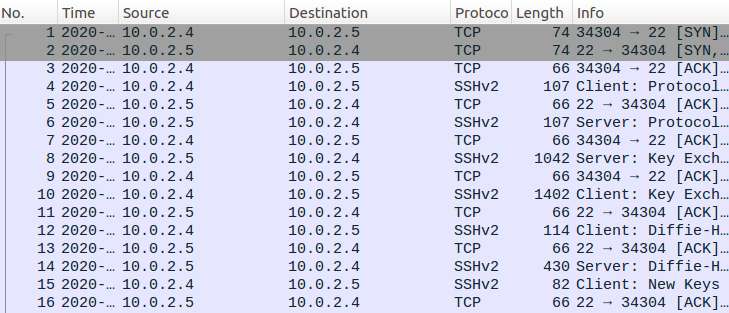 No. Time Source Destination Protoco Length Info
1 2020-… 10.0.2.4 10.0.2.5 TCP 74 34304 → 22 [SYN]…
2 2020-… 10.0.2.5 10.0.2.4 TCP 74 22 → 34304 [SYN,…
3 2020-… 10.0.2.4 10.0.2.5 TCP 66 34304 → 22 [ACK]…
4 2020-… 10.0.2.4 10.0.2.5 SSHv2 107 Client: Protocol…
5 2020-… 10.0.2.5 10.0.2.4 TCP 66 22 → 34304 [ACK]…
6 2020-… 10.0.2.5 10.0.2.4 SSHv2 107 Server: Protocol…
7 2020-… 10.0.2.4 10.0.2.5 TCP 66 34304 → 22 [ACK]…
8 2020-… 10.0.2.5 10.0.2.4 SSHv2 1042 Server: Key Exch…
9 2020-… 10.0.2.4 10.0.2.5 TCP 66 34304 → 22 [ACK]…
10 2020-… 10.0.2.4 10.0.2.5 SSHv2 1402 Client: Key Exch…
11 2020-… 10.0.2.5 10.0.2.4 TCP 66 22 → 34304 [ACK]…
12 2020-… 10.0.2.4 10.0.2.5 SSHv2 114 Client: Diffie-H…
13 2020-… 10.0.2.5 10.0.2.4 TCP 66 22 → 34304 [ACK]…
14 2020-… 10.0.2.5 10.0.2.4 SSHv2 430 Server: Diffie-H…
15 2020-… 10.0.2.4 10.0.2.5 SSHv2 82 Client: New Keys
16 2020-… 10.0.2.5 10.0.2.4 TCP 66 22 → 34304 [ACK]…